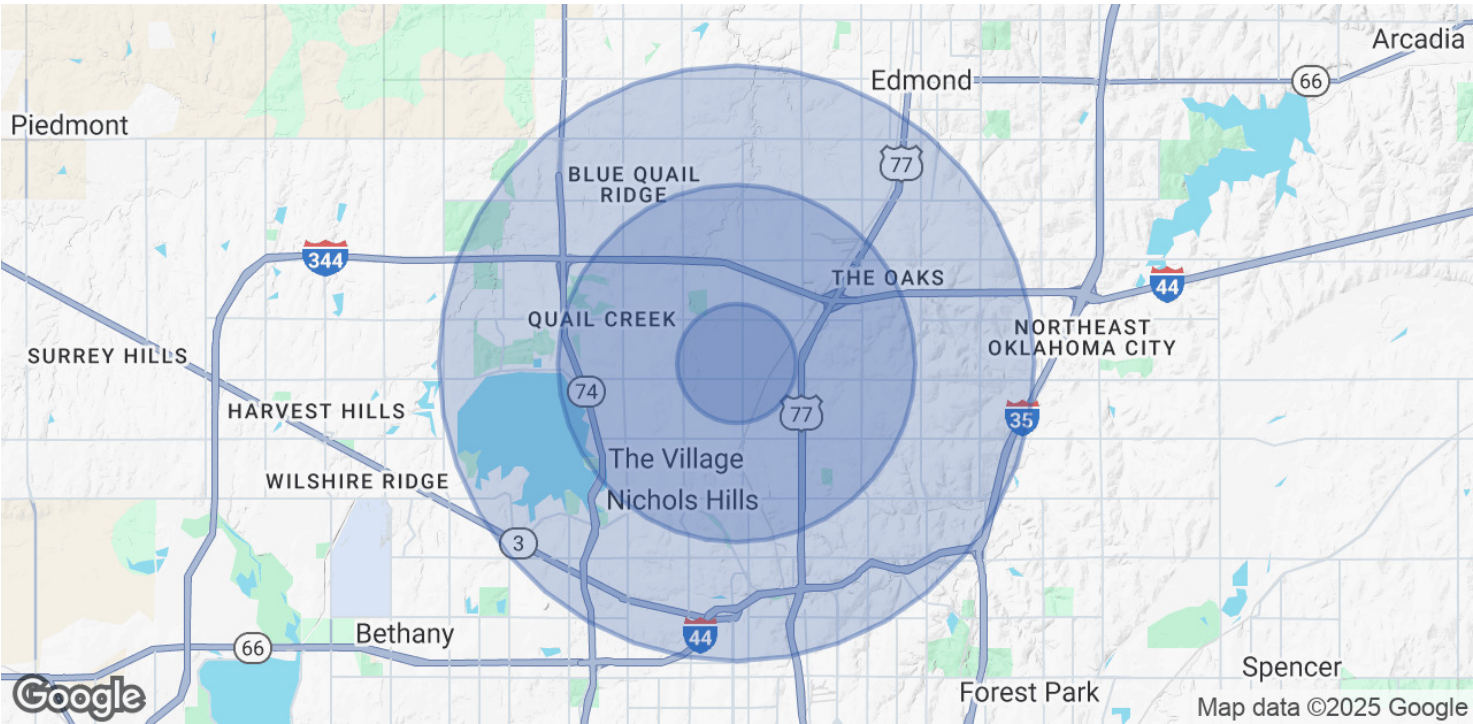 Arcadia
Edmond
66
Piedmont
77
BLUE QUAIL
RIDGE
344
THE OAKS
44
QUAIL CREEK
NORTHEAST
OKLAHOMA CITY
SURREY HILLS
74
HARVEST HILLS
77
35
The Village
WILSHIRE RIDGE
Nichols Hills
3
Bethany
44
66
Spencer
Forest Park
Google
Map data ©2025 Google